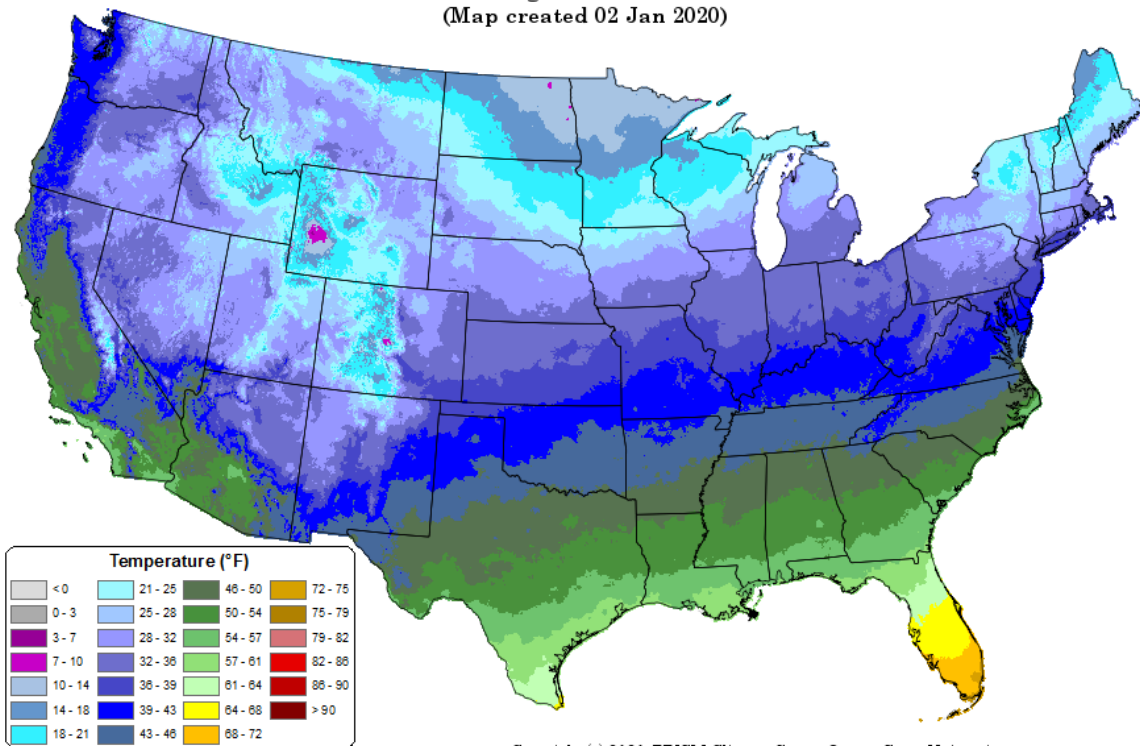 (Map created 02 Jan 2020)
Temperature (°F)
< 0
0 - 3
3 - 7
7 - 10
10 - 14
14 - 18
18 - 21
21 - 25
25 - 28
28 - 32
32 - 36
36 - 39
39 - 43
43 - 46
46 - 50
50 - 54
54 - 57
57 - 61
61 - 64
64 - 68
68 - 72
72 - 75
75 - 79
79 - 82
82 - 86
86 - 90
> 90